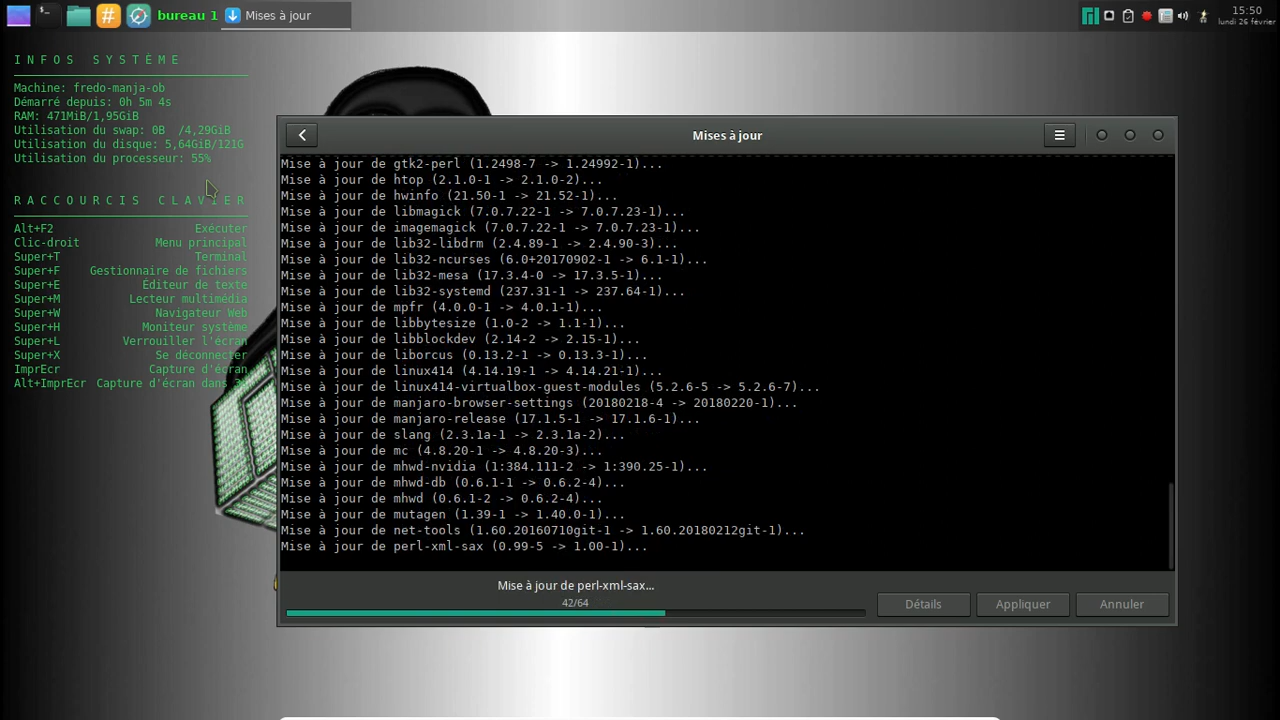 bureau 1
Mises à jour
15:50
lundi 26 février
INFOS SYSTÈME
Machine: fredo-manja-ob
Démarré depuis: 0h 5m 4s
RAM: 471MiB/1,95GiB
Utilisation du swap: 0B /4,29GiB
Utilisation du disque: 5,64GiB/121G
Utilisation du processeur: 55%
RACCOURCIS CLAVIER
Alt+F2 Exécuter
Clic-droit Menu principal
Super+T Terminal
Super+F Gestionnaire de fichiers
Super+E Éditeur de texte
Super+M Lecteur multimédia
Super+W Navigateur Web
Super+H Moniteur système
Super+L Verrouiller l'écran
Super+X Se déconnecter
ImprEcr Capture d'écran
Alt+ImprEcr Capture d'écran dans
Mises à jour
Mise à jour de gtk2-perl (1.2498-7 -> 1.24992-1)...
Mise à jour de htop (2.1.0-1 -> 2.1.0-2)...
Mise à jour de hwinfo (21.50-1 -> 21.52-1)...
Mise à jour de libmagick (7.0.7.22-1 -> 7.0.7.23-1)...
Mise à jour de imagemagick (7.0.7.22-1 -> 7.0.7.23-1)...
Mise à jour de lib32-libdrm (2.4.89-1 -> 2.4.90-3)...
Mise à jour de lib32-ncurses (6.0+20170902-1 -> 6.1-1)...
Mise à jour de lib32-mesa (17.3.4-0 -> 17.3.5-1)...
Mise à jour de lib32-systemd (237.31-1 -> 237.64-1)...
Mise à jour de mpfr (4.0.0-1 -> 4.0.1-1)...
Mise à jour de libbytesize (1.0-2 -> 1.1-1)...
Mise à jour de libblockdev (2.14-2 -> 2.15-1)...
Mise à jour de liborcus (0.13.2-1 -> 0.13.3-1)...
Mise à jour de linux414 (4.14.19-1 -> 4.14.21-1)...
Mise à jour de linux414-virtualbox-guest-modules (5.2.6-5 -> 5.2.6-7)...
Mise à jour de manjaro-browser-settings (20180218-4 -> 20180220-1)...
Mise à jour de manjaro-release (17.1.5-1 -> 17.1.6-1)...
Mise à jour de slang (2.3.1a-1 -> 2.3.1a-2)...
Mise à jour de mc (4.8.20-1 -> 4.8.20-3)...
Mise à jour de mhwd-nvidia (1:384.111-2 -> 1:390.25-1)...
Mise à jour de mhwd-db (0.6.1-1 -> 0.6.2-4)...
Mise à jour de mhwd (0.6.1-2 -> 0.6.2-4)...
Mise à jour de mutagen (1.39-1 -> 1.40.0-1)...
Mise à jour de net-tools (1.60.20160710git-1 -> 1.60.20180212git-1)...
Mise à jour de perl-xml-sax (0.99-5 -> 1.00-1)...
Mise à jour de perl-xml-sax...
42/64
Détails
Appliquer
Annuler